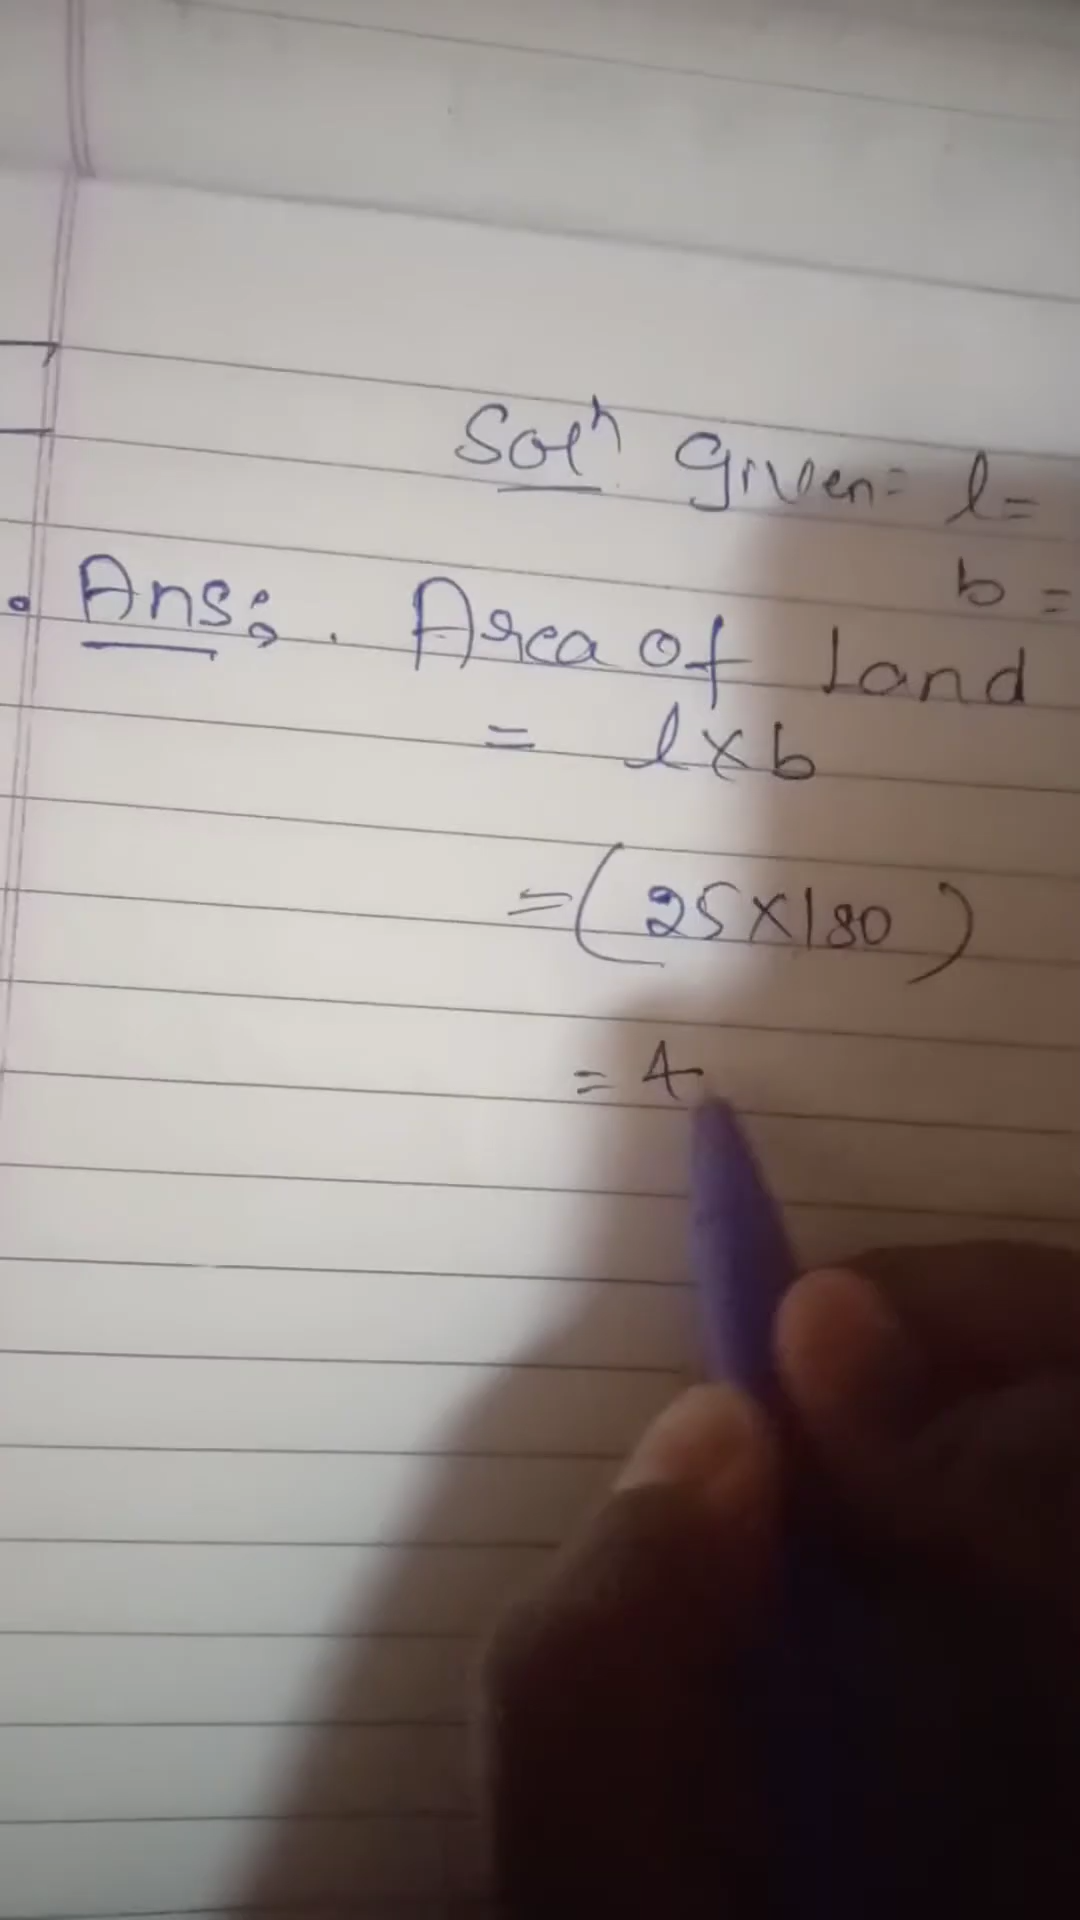 Solⁿ Given= l=
b =
. Ans: . Area of Land
= l×b
= (25×180)
= 4